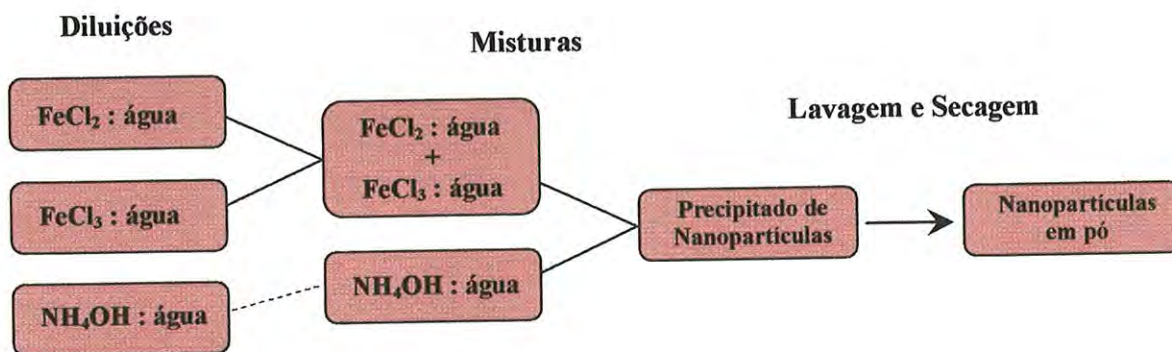 Diluições
Misturas
Lavagem e Secagem
FeCl₂ : água
FeCl₃ : água
NH₄OH : água
FeCl₂ : água
+
FeCl₃ : água
NH₄OH : água
Precipitado de
Nanopartículas
Nanopartículas
em pó